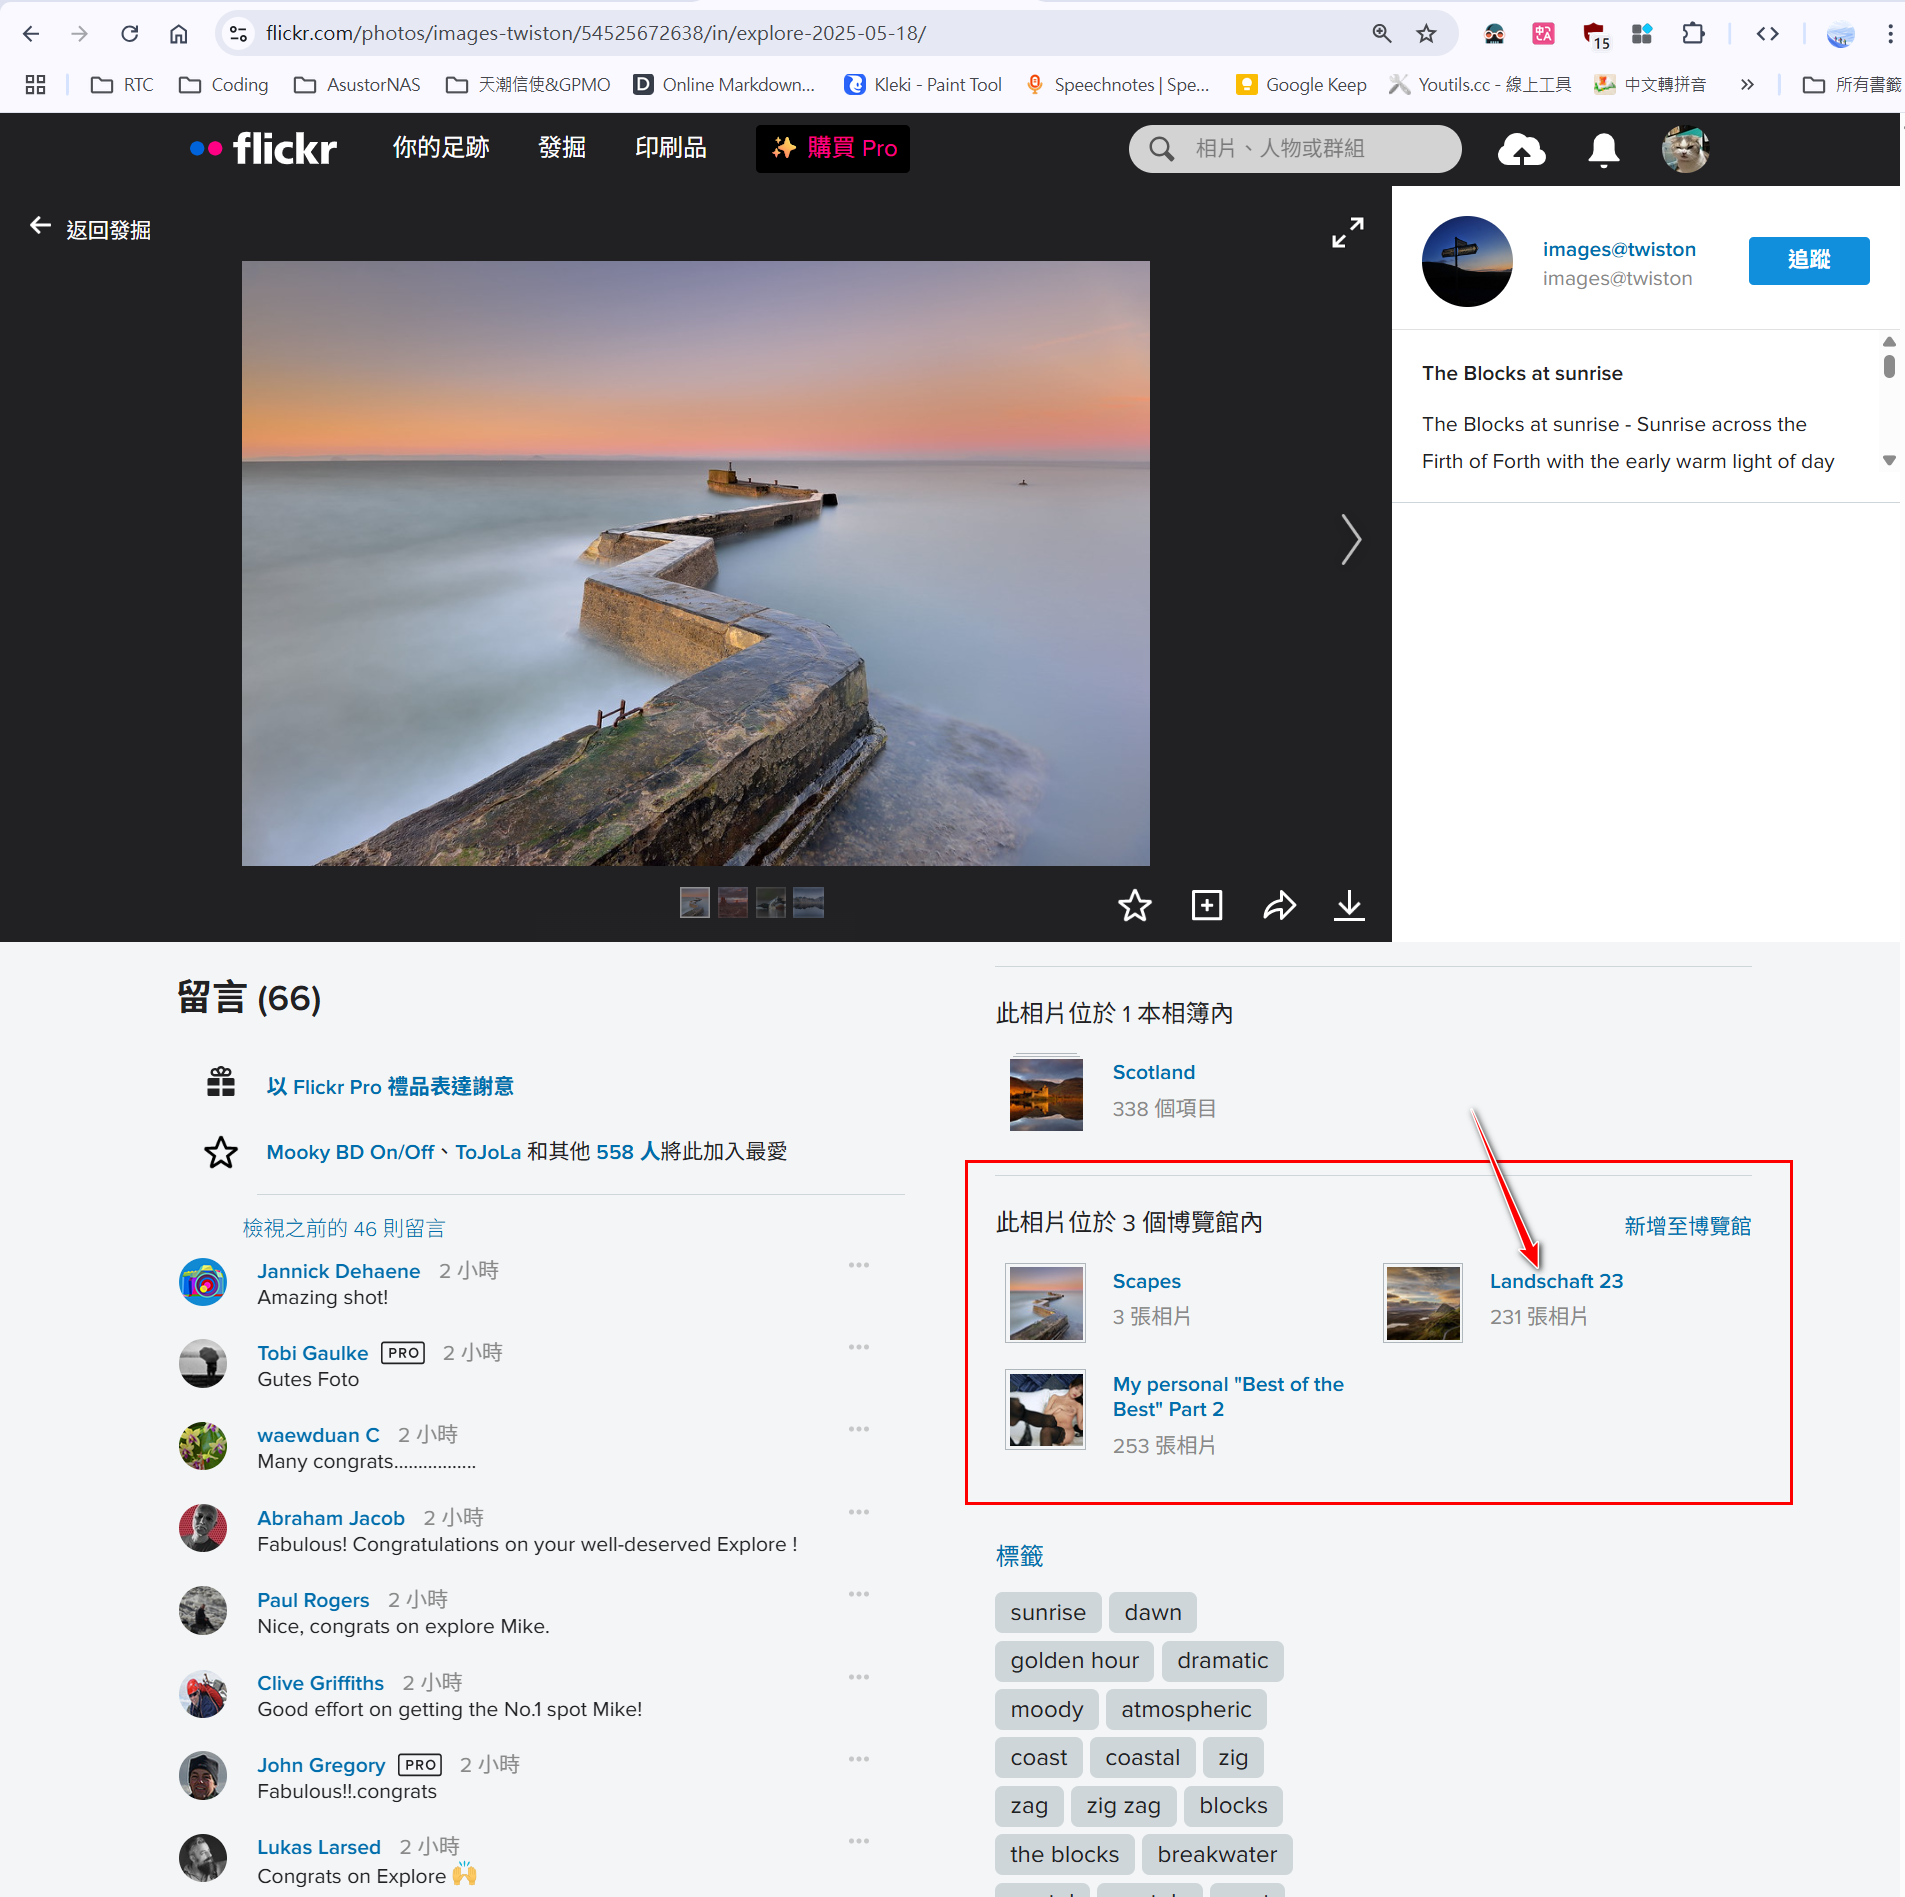 flickr.com/photos/images-twiston/54525672638/in/explore-2025-05-18/
15
RTC
Coding
AsustorNAS
天潮信使&GPMO
Online Markdown...
Kleki - Paint Tool
Speechnotes | Spe...
Google Keep
Youtils.cc - 線上工具
中文轉拼音
所有書籤
flickr
你的足跡
發掘
印刷品
購買 Pro
相片、人物或群組
返回發掘
images@twiston
images@twiston
追蹤
The Blocks at sunrise
The Blocks at sunrise - Sunrise across the
Firth of Forth with the early warm light of day
留言 (66)
以 Flickr Pro 禮品表達謝意
Mooky BD On/Off、ToJoLa 和其他 558 人將此加入最愛
檢視之前的 46 則留言
Jannick Dehaene 2 小時
Amazing shot!
Tobi Gaulke PRO 2 小時
Gutes Foto
waewduan C 2 小時
Many congrats.................
Abraham Jacob 2 小時
Fabulous! Congratulations on your well-deserved Explore !
Paul Rogers 2 小時
Nice, congrats on explore Mike.
Clive Griffiths 2 小時
Good effort on getting the No.1 spot Mike!
John Gregory PRO 2 小時
Fabulous!!.congrats
Lukas Larsed 2 小時
Congrats on Explore 🙌
此相片位於 1 本相簿內
Scotland
338 個項目
此相片位於 3 個博覽館內
新增至博覽館
Scapes
3 張相片
Landschaft 23
231 張相片
My personal "Best of the
Best" Part 2
253 張相片
標籤
sunrise
dawn
golden hour
dramatic
moody
atmospheric
coast
coastal
zig
zag
zig zag
blocks
the blocks
breakwater